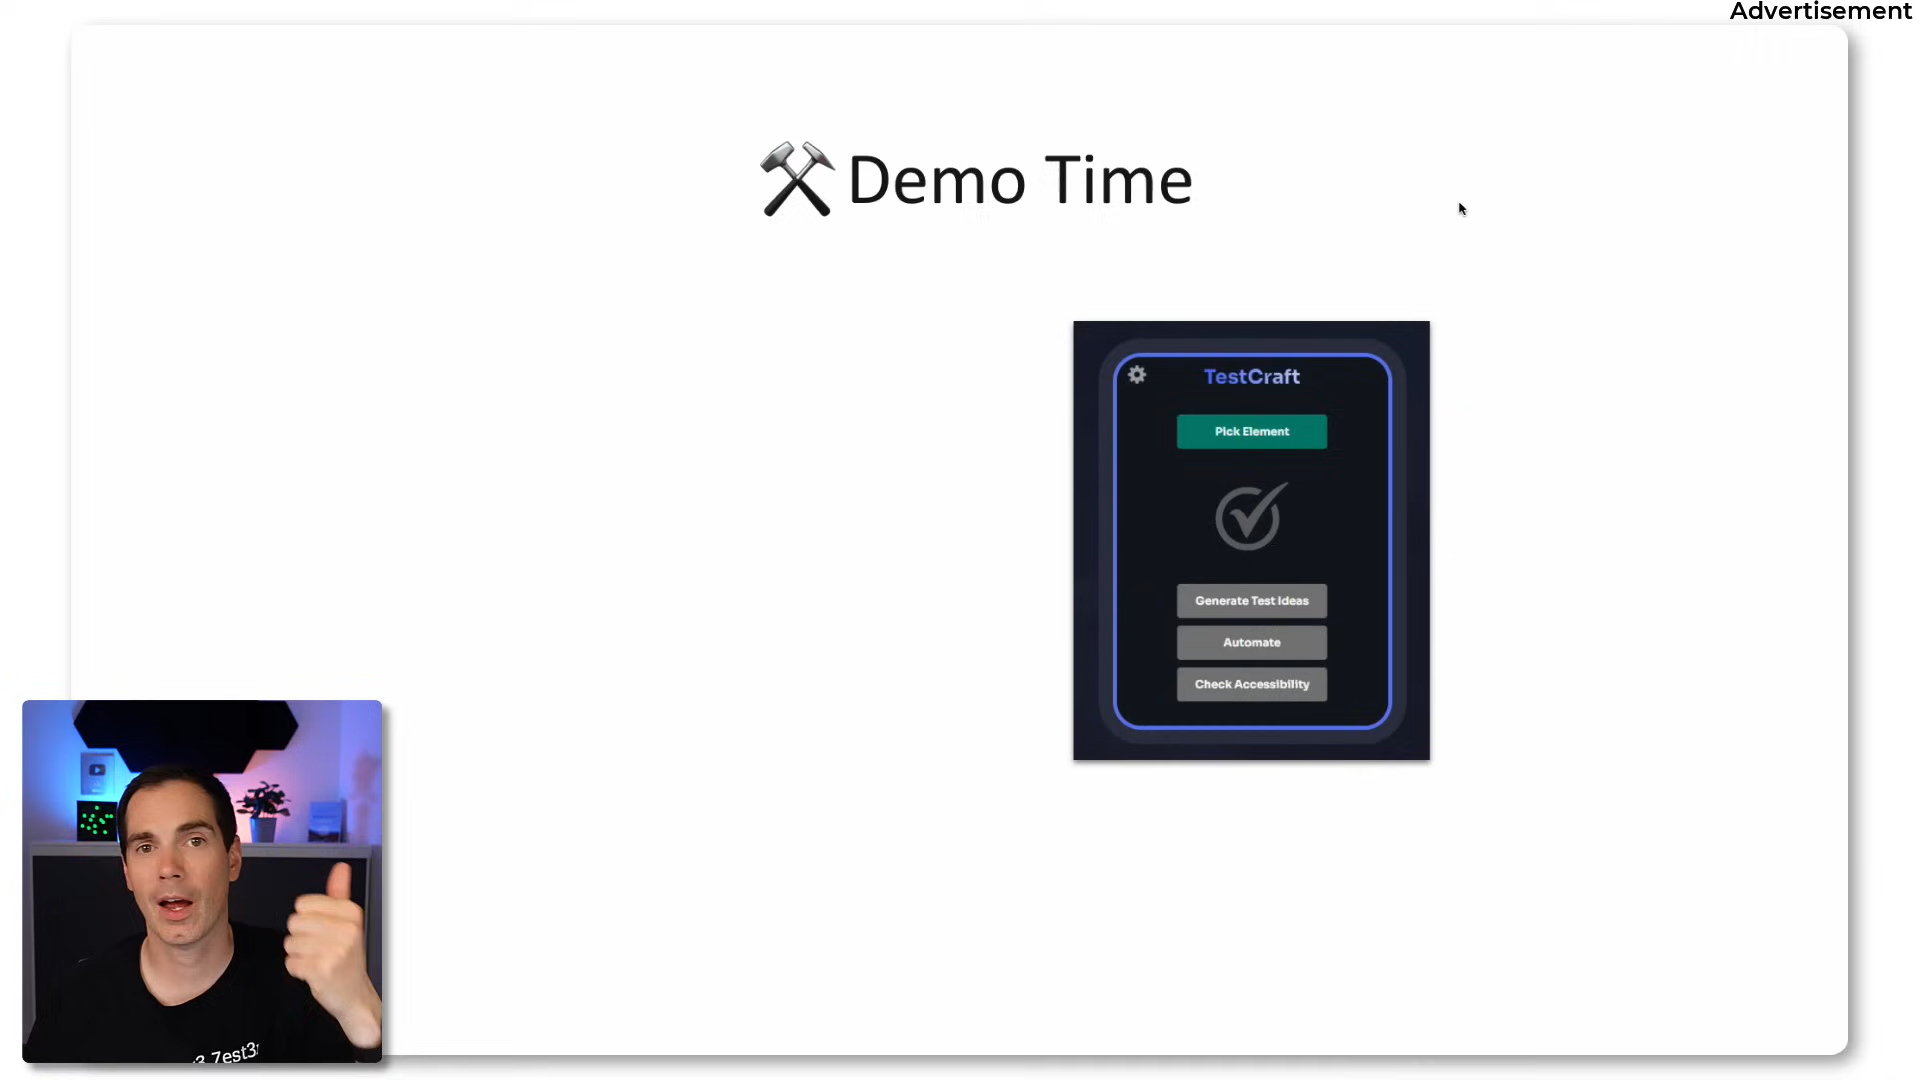 Advertisement
Demo Time
TestCraft
Pick Element
Generate Test Ideas
Automate
Check Accessibility